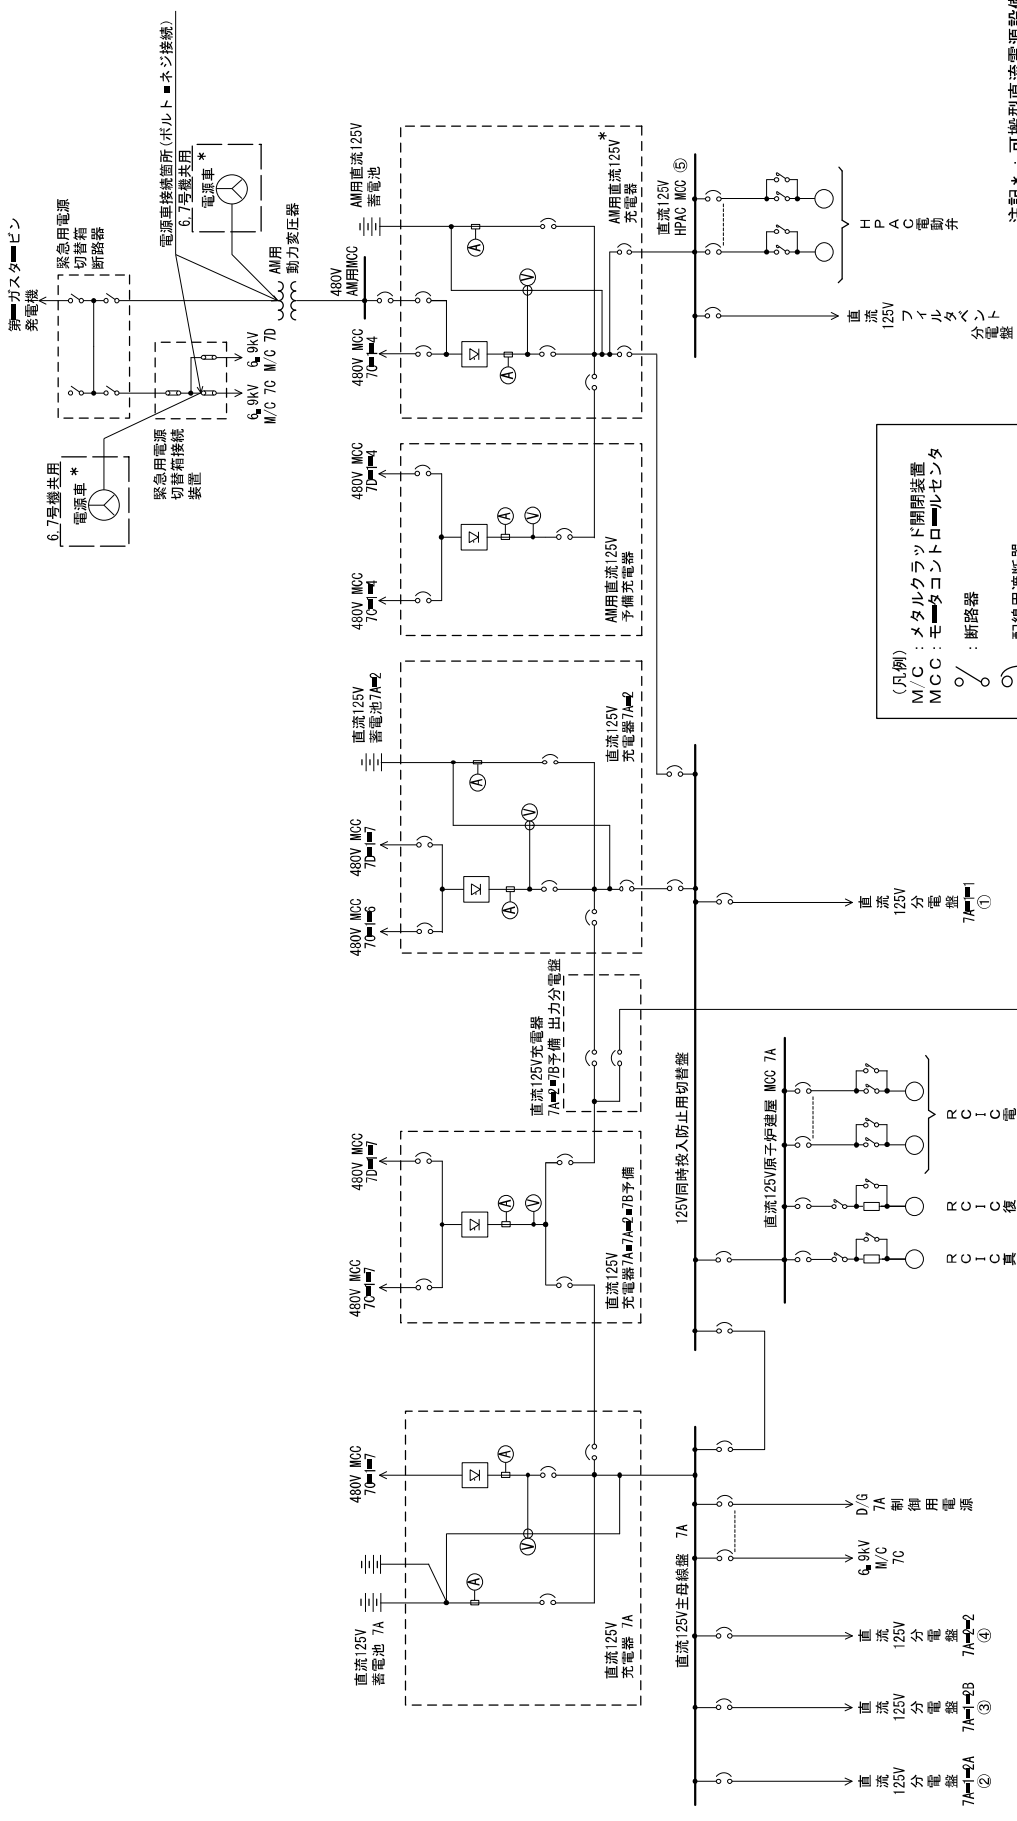 第一ガスタービン
発電機
緊急用電源
切替箱
断路器
電源車接続箇所(ボルト・ネジ接続)
6.7号機共用
電源車 *
AM用
動力変圧器
6.7号機共用
電源車 *
緊急用電源
切替箱接続
装置
6.9kV
M/C 7C
6.9kV
M/C 7D
480V
AM用MCC
AM用直流125V
蓄電池
480V MCC
7C-1-4
AM用直流125V
充電器
*
480V MCC
7D-1-4
480V MCC
7C-1-4
AM用直流125V
予備充電器
直流125V
蓄電池7A-2
480V MCC
7D-1-7
480V MCC
7C-1-6
直流125V
充電器7A-2
直流125V充電器
7A-2・7B予備 出力分電盤
480V MCC
7D-1-7
480V MCC
7C-1-7
直流125V
充電器7A・7A-2・7B予備
480V MCC
7C-1-7
直流125V
蓄電池 7A
直流125V
充電器 7A
A
V
A
A
V
A
V
A
A
V
A
V
A
直流125V
HPAC MCC ⑤
HPAC電動弁
直流
125V
フィルタベント
分電盤
125V同時投入防止用切替盤
直流
125V
分電盤
7A-1-1
①
直流125V原子炉建屋 MCC 7A
RCIC電
RCIC復
RCIC真
直流125V主母線盤 7A
D/G
7A
制御用電源
6.9kV
M/C
7C
直流
125V
分電盤
7A-2-2
④
直流
125V
分電盤
7A-1-2B
③
直流
125V
分電盤
7A-1-2A
②
(凡例)
M/C :メタルクラッド開閉装置
MCC :モータコントロールセンタ
:断路器
配線用遮断器
注記*:可搬型直流電源設備